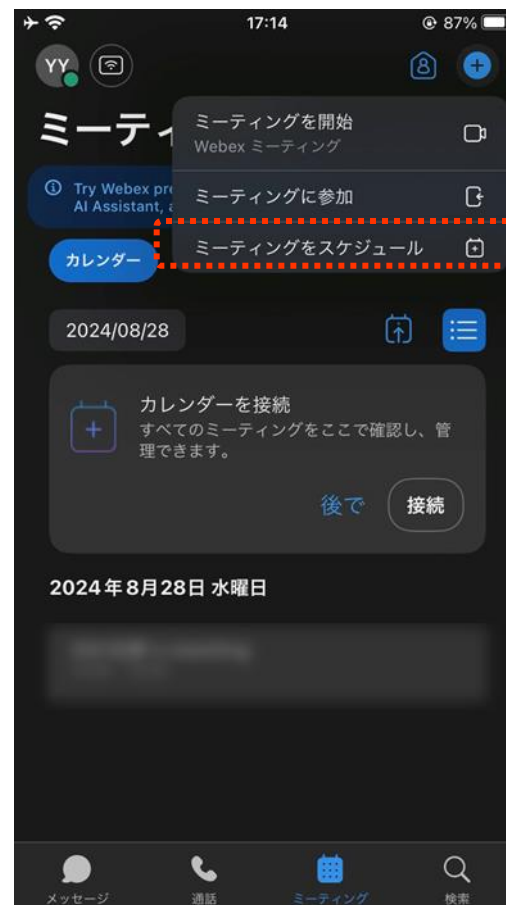 17:14
87%
YY
ミーティ
ミーティングを開始
Webex ミーティング
Try Webex pre
AI Assistant, a
ミーティングに参加
ミーティングをスケジュール
カレンダー
2024/08/28
カレンダーを接続
すべてのミーティングをここで確認し、管
理できます。
後で
接続
2024年8月28日 水曜日
メッセージ
通話
ミーティング
検索